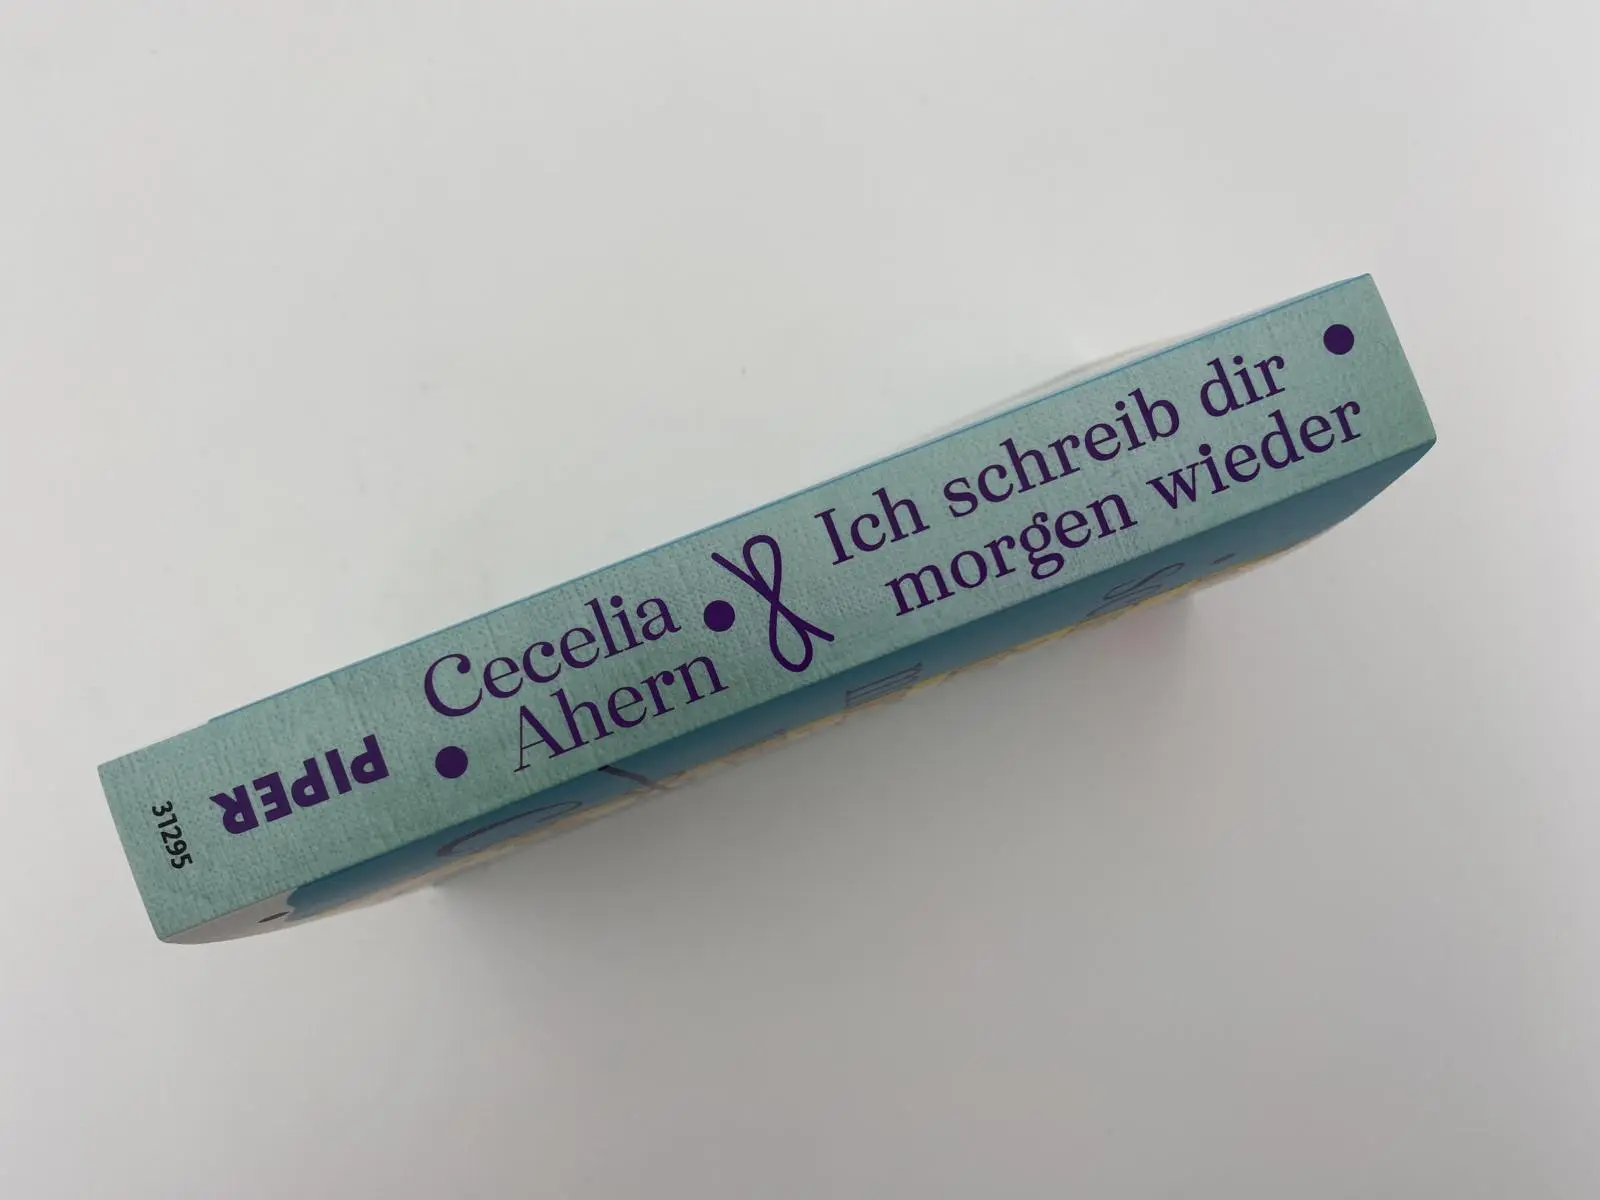 Cecelia
Ahern
Ich schreib dir
morgen wieder
PIPER
31295